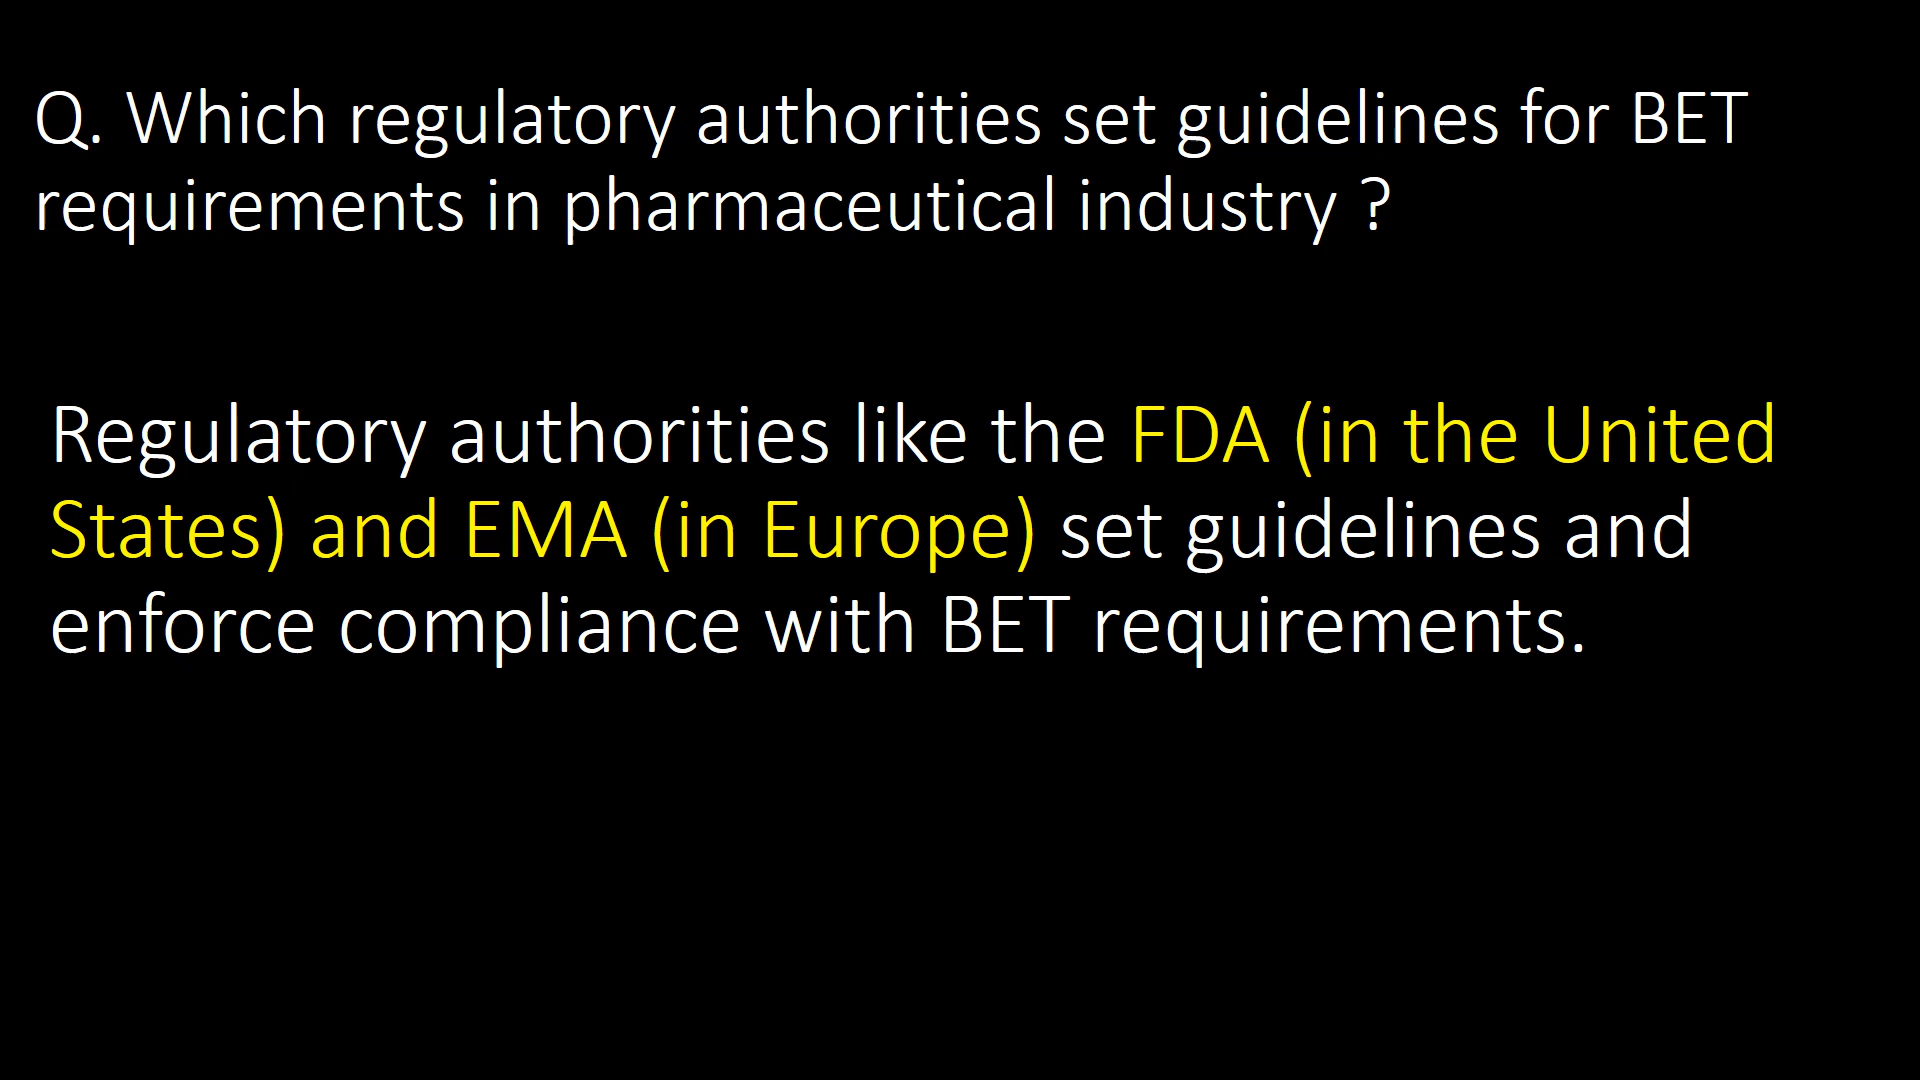 Q. Which regulatory authorities set guidelines for BET
requirements in pharmaceutical industry ?
Regulatory authorities like the FDA (in the United
States) and EMA (in Europe) set guidelines and
enforce compliance with BET requirements.